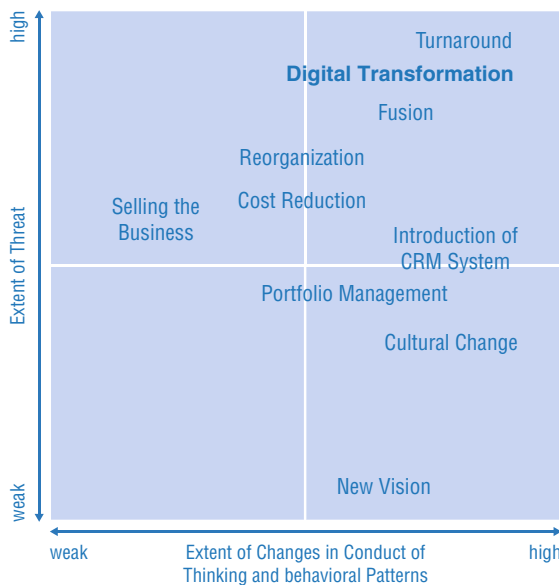 high
Turnaround
Digital Transformation
Fusion
Reorganization
Cost Reduction
Selling the
Business
Introduction of
CRM System
Extent of Threat
Portfolio Management
Cultural Change
New Vision
weak
weak
Extent of Changes in Conduct of
Thinking and behavioral Patterns
high